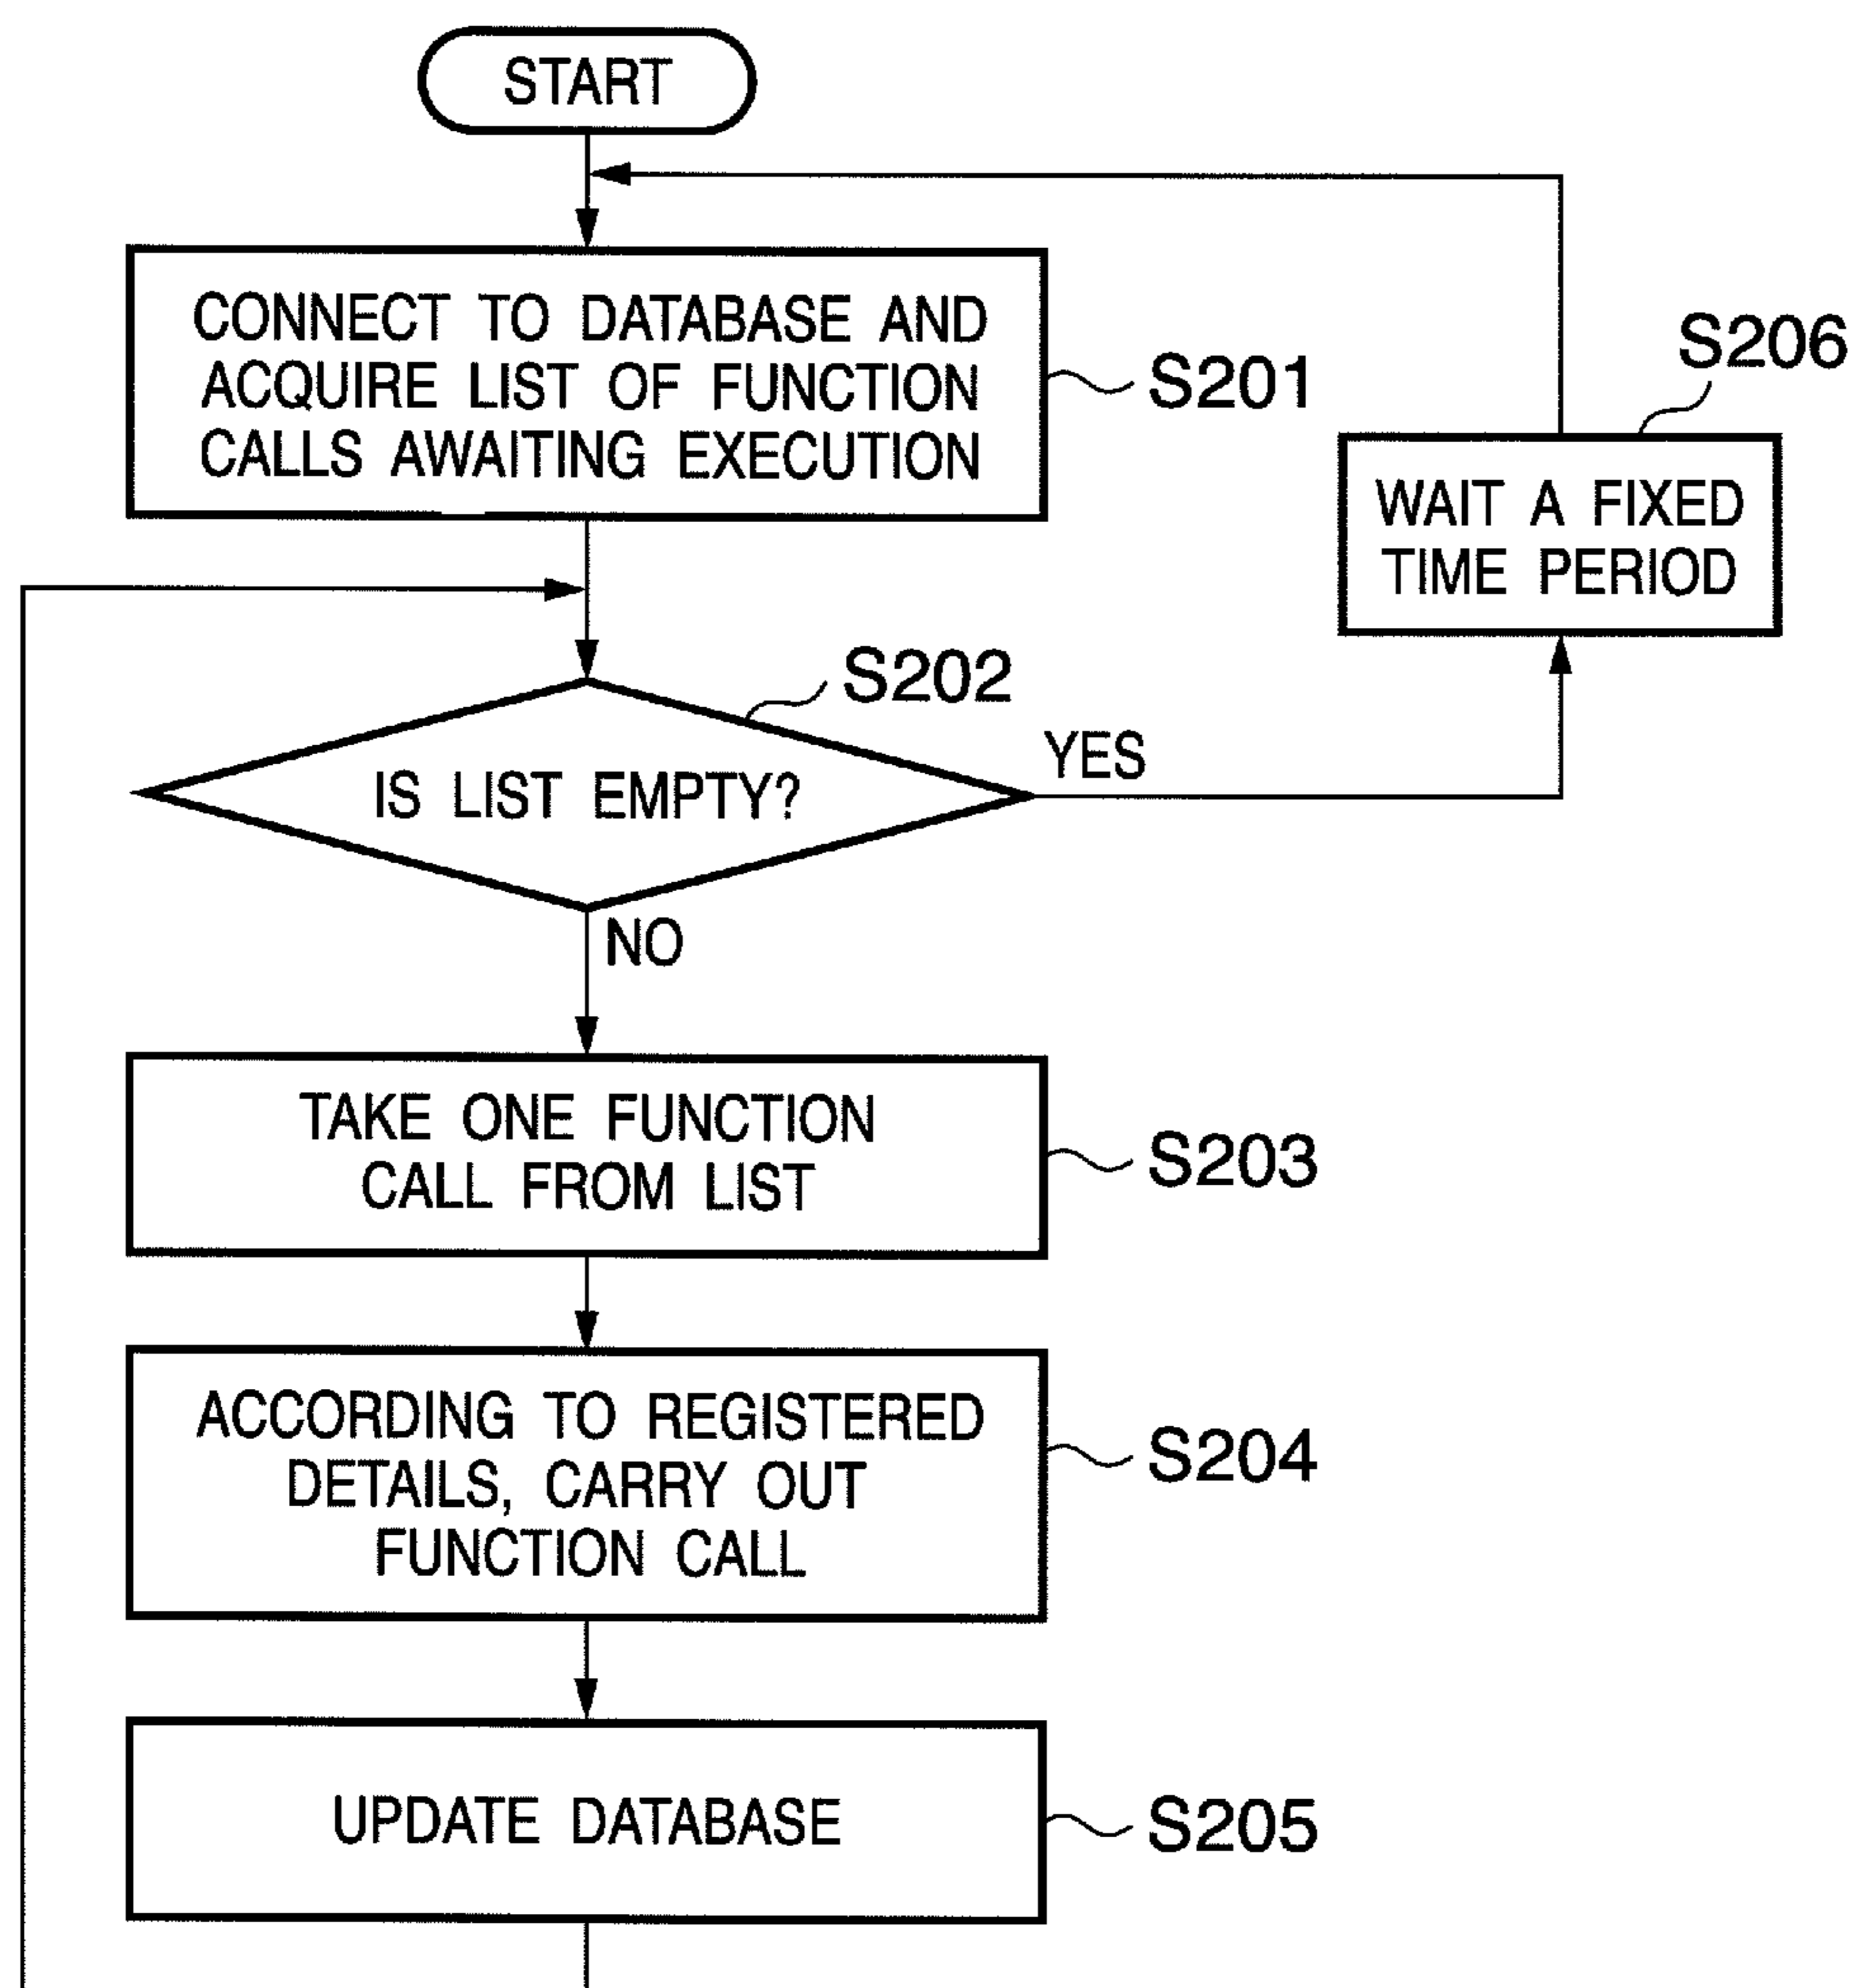 START
CONNECT TO DATABASE AND
ACQUIRE LIST OF FUNCTION
CALLS AWAITING EXECUTION
S201
S206
WAIT A FIXED
TIME PERIOD
S202
IS LIST EMPTY?
YES
NO
TAKE ONE FUNCTION
CALL FROM LIST
S203
ACCORDING TO REGISTERED
DETAILS, CARRY OUT
FUNCTION CALL
S204
UPDATE DATABASE
S205